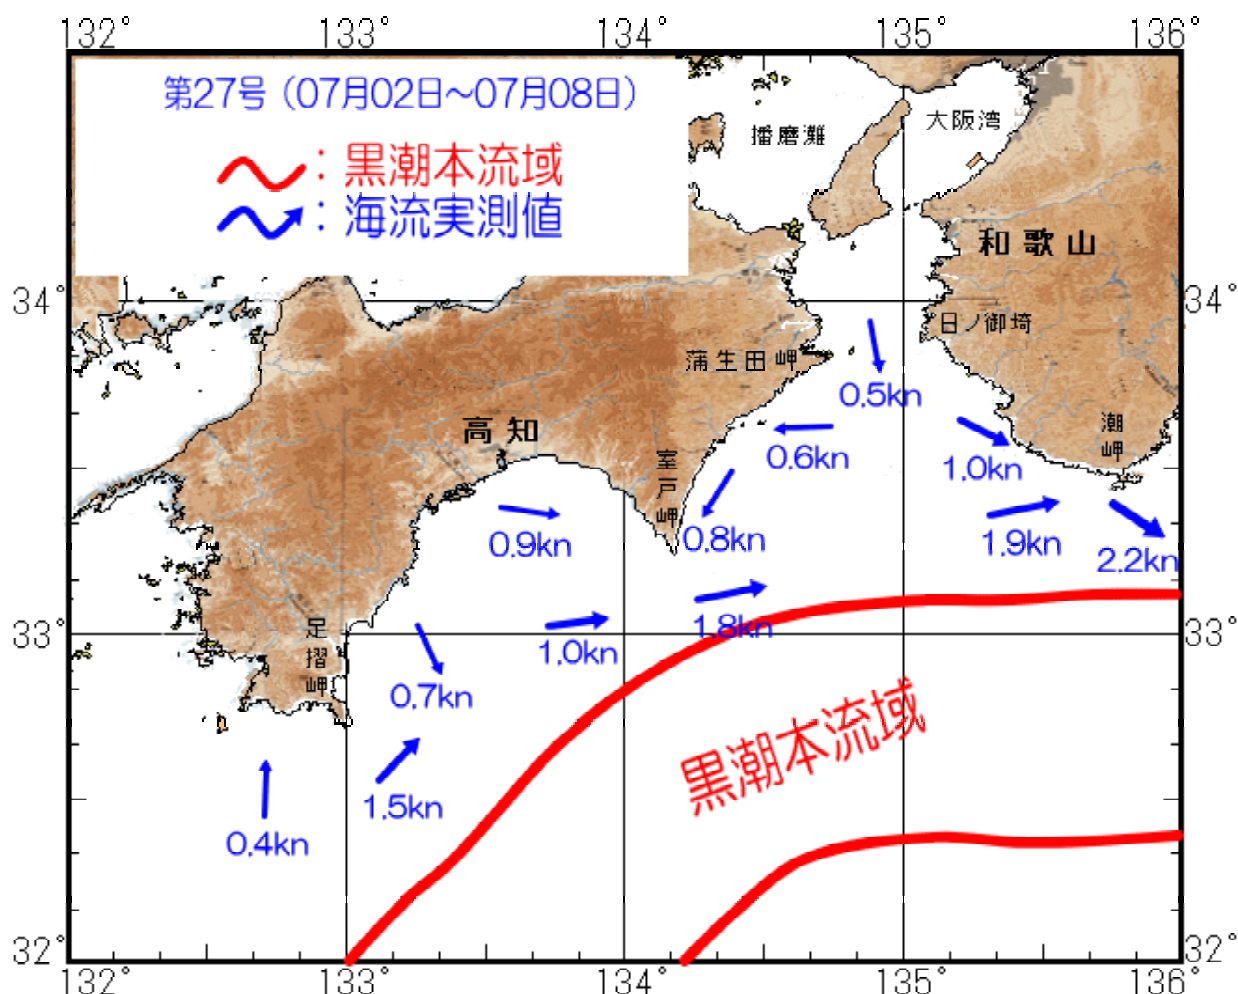 132° 133° 134° 135° 136°
第27号（07月02日～07月08日）
：黒潮本流域
：海流実測値
播磨灘
大阪湾
和歌山
34°
34°
日ノ御埼
蒲生田岬
0.5kn
潮岬
高知
0.6kn
1.0kn
室戸岬
0.9kn
0.8kn
1.9kn
2.2kn
足摺岬
33°
33°
1.8kn
1.0kn
0.7kn
黒潮本流域
1.5kn
0.4kn
32°
32°
132° 133° 134° 135° 136°